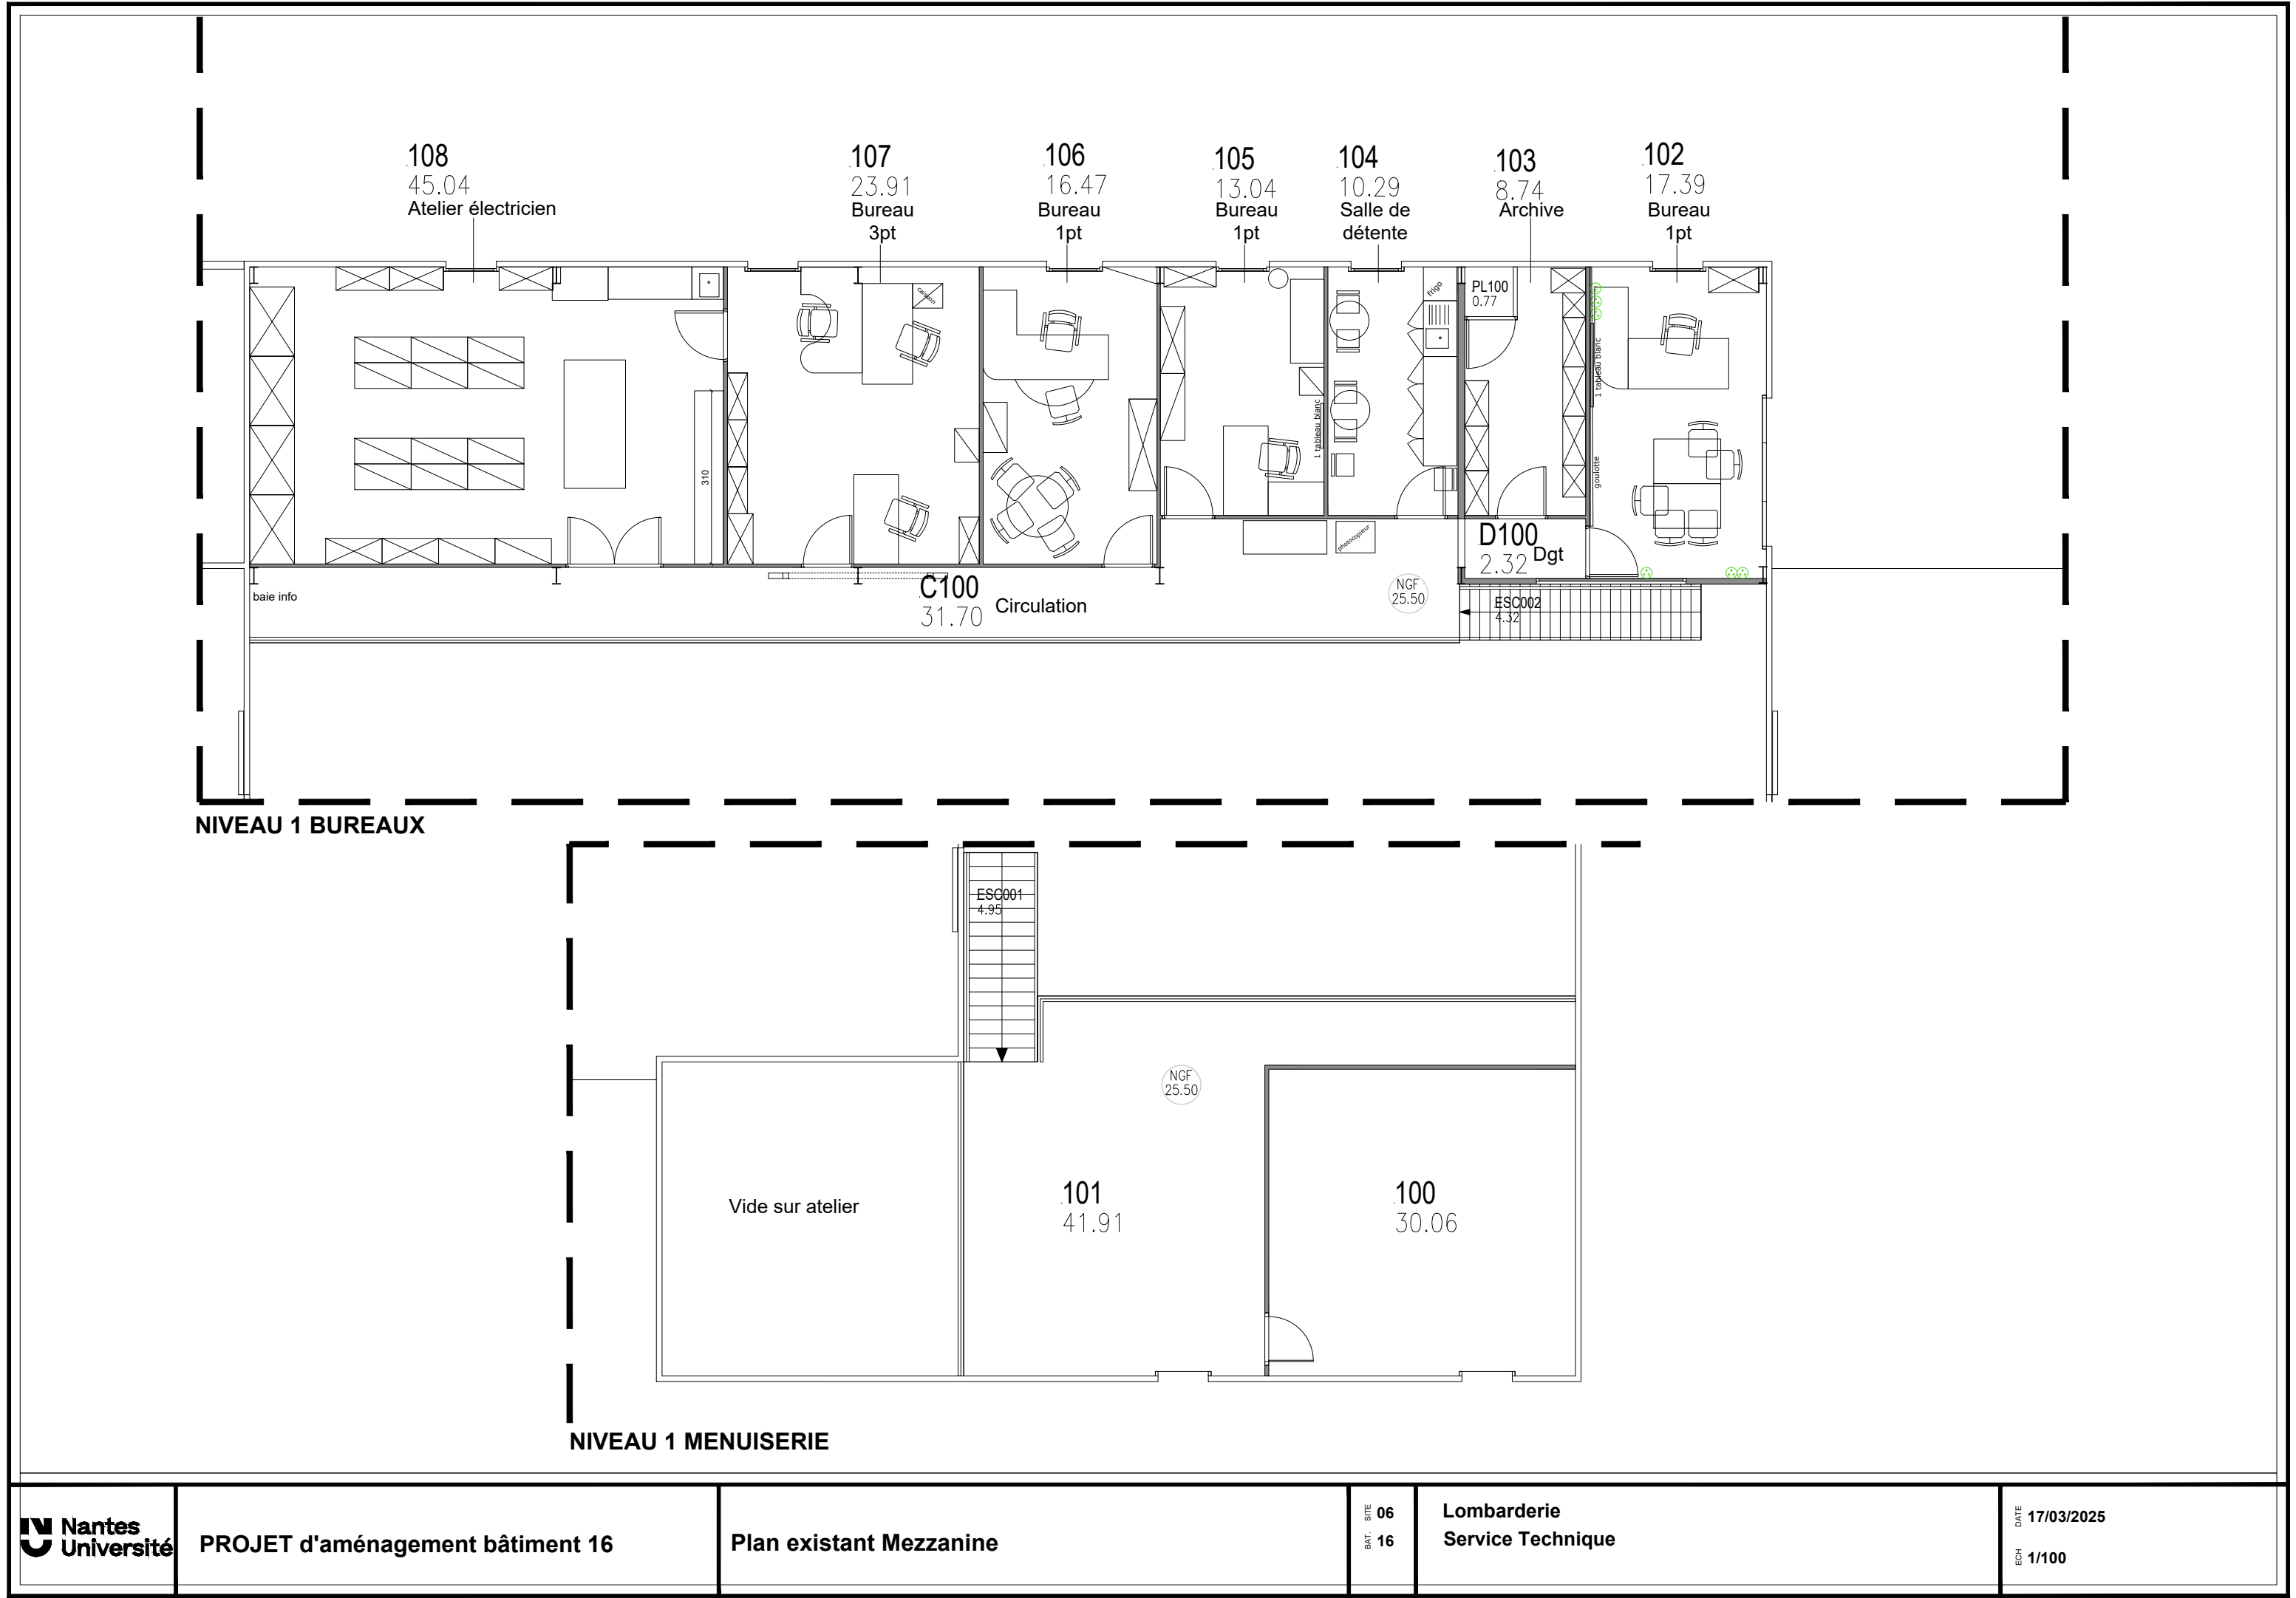 108
45.04
Atelier électricien
107
23.91
Bureau
3pt
106
16.47
Bureau
1pt
105
13.04
Bureau
1pt
104
10.29
Salle de
détente
103
8.74
Archive
102
17.39
Bureau
1pt
caisson
frigo
PL100
0.77
1 tableau blanc
1 tableau blanc
goulotte
310
photocopieur
D100
2.32
Dgt
baie info
C100
31.70
Circulation
NGF
25.50
ESC002
4.32
NIVEAU 1 BUREAUX
ESC001
4.95
NGF
25.50
Vide sur atelier
101
41.91
100
30.06
NIVEAU 1 MENUISERIE
Nantes
Université
PROJET d'aménagement bâtiment 16
Plan existant Mezzanine
SITE 06
BAT. 16
Lombarderie
Service Technique
DATE 17/03/2025
ECH 1/100